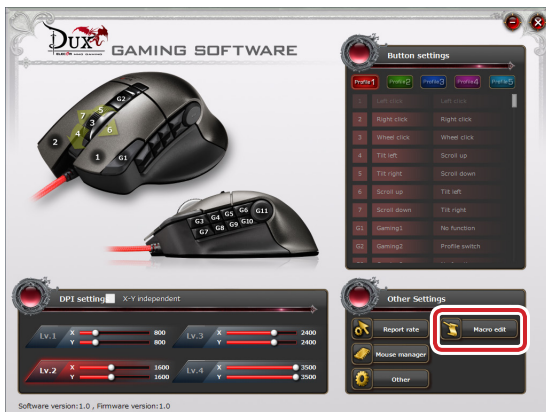 DUX
ELECOM GAME GEARING
GAMING SOFTWARE
G2
5
7
3
4
6
2
1
G1
G3 G4 G5 G6 G11
G7 G8 G9 G10
Button settings
Profile1 Profile2 Profile3 Profile4 Profile5
1 Left click Left click
2 Right click Right click
3 Wheel click Wheel click
4 Tilt left Scroll up
5 Tilt right Scroll down
6 Scroll up Tilt left
7 Scroll down Tilt right
G1 Gaming1 No function
G2 Gaming2 Profile switch
DPI setting X-Y independent
Lv.1 X 800
Y 800
Lv.3 X 2400
Y 2400
Lv.2 X 1600
Y 1600
Lv.4 X 3500
Y 3500
Other Settings
Report rate
Macro edit
Mouse manager
Other
Software version:1.0 , Firmware version:1.0